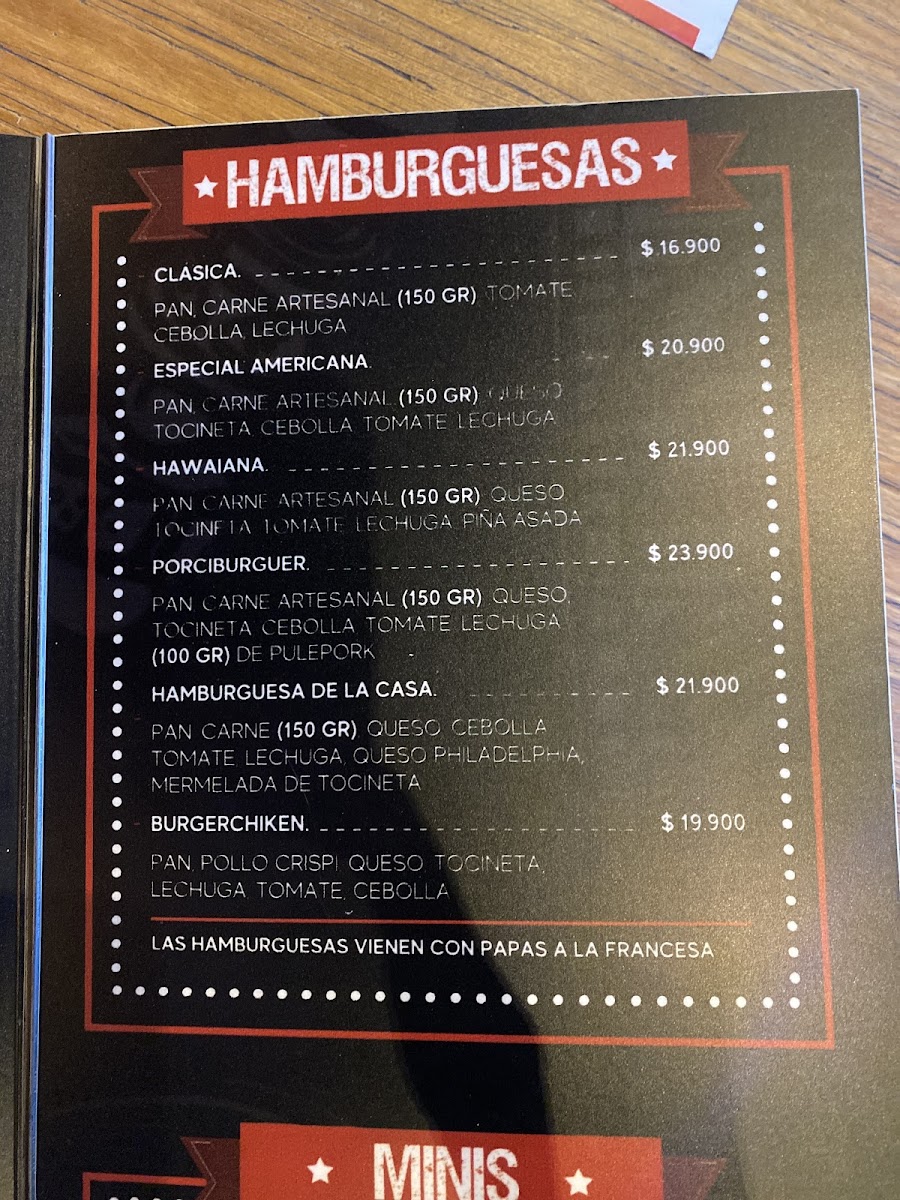 HAMBURGUESAS
CLASICA. $ 16.900
PAN, CARNE ARTESANAL (150 GR) TOMATE,
CEBOLLA, LECHUGA
ESPECIAL AMERICANA. $ 20.900
PAN, CARNE ARTESANAL (150 GR) QUESO
TOCINETA, CEBOLLA TOMATE LECHUGA
HAWAIANA. $ 21.900
PAN CARNE ARTESANAL (150 GR) QUESO,
TOCINETA TOMATE LECHUGA, PIÑA ASADA
PORCIBURGUER. $ 23.900
PAN CARNE ARTESANAL (150 GR) QUESO,
TOCINETA CEBOLLA, TOMATE LECHUGA
(100 GR) DE PULEPORK
HAMBURGUESA DE LA CASA. $ 21.900
PAN CARNE (150 GR) QUESO CEBOLLA
TOMATE LECHUGA, QUESO PHILADELPHIA,
MERMELADA DE TOCINETA
BURGERCHIKEN. $ 19.900
PAN, POLLO CRISPI, QUESO, TOCINETA,
LECHUGA, TOMATE, CEBOLLA
LAS HAMBURGUESAS VIENEN CON PAPAS A LA FRANCESA
MINIS